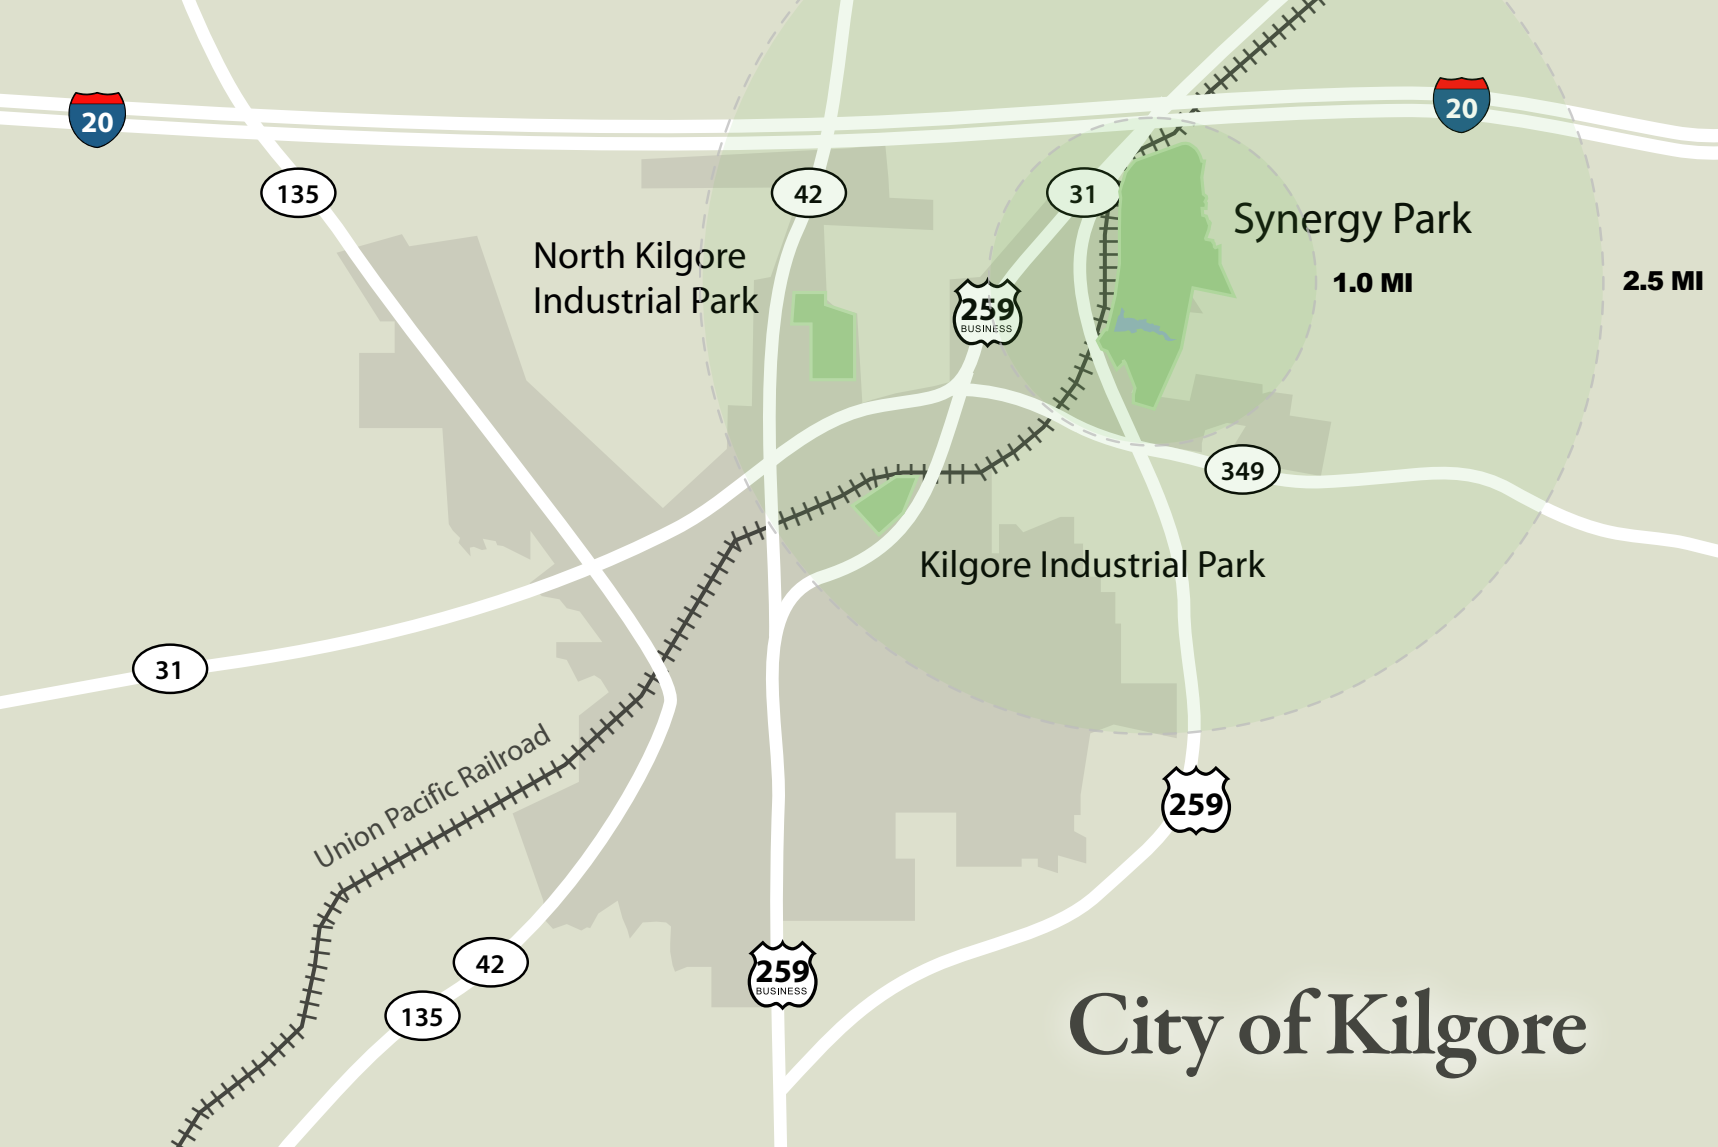 20
20
135
42
31
Synergy Park
North Kilgore
Industrial Park
1.0 MI
2.5 MI
259
BUSINESS
349
Kilgore Industrial Park
31
Union Pacific Railroad
259
42
259
BUSINESS
135
City of Kilgore